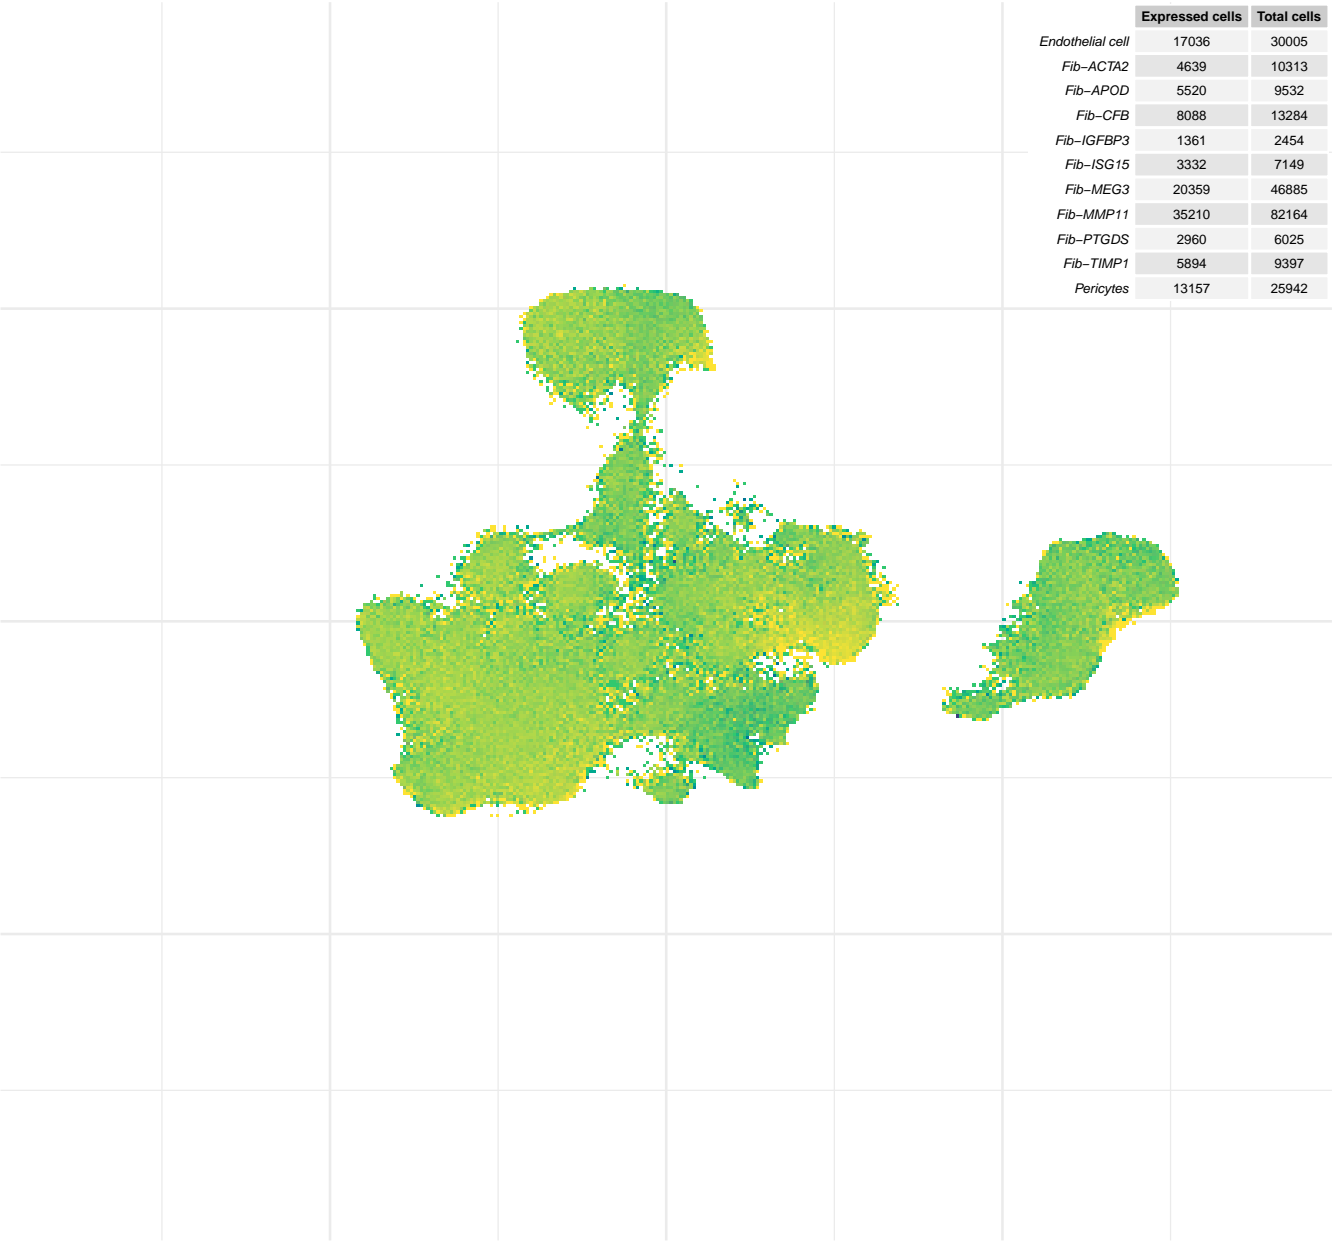 Expressed cells Total cells
Endothelial cell 17036 30005
Fib−ACTA2 4639 10313
Fib−APOD 5520 9532
Fib−CFB 8088 13284
Fib−IGFBP3 1361 2454
Fib−ISG15 3332 7149
Fib−MEG3 20359 46885
Fib−MMP11 35210 82164
Fib−PTGDS 2960 6025
Fib−TIMP1 5894 9397
Pericytes 13157 25942